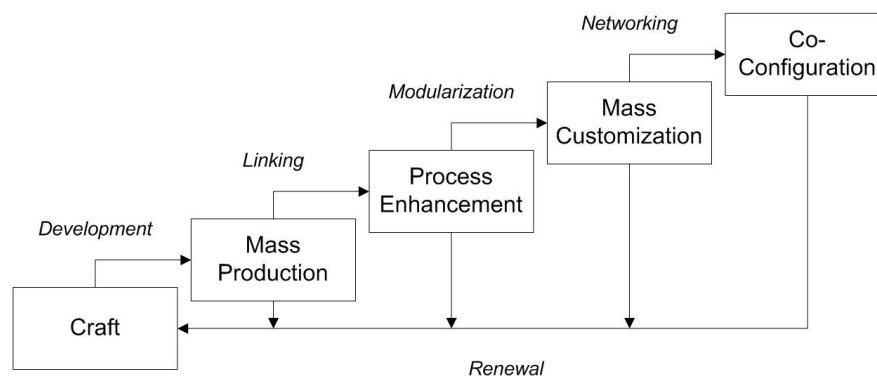 Networking
Co-
Configuration
Modularization
Mass
Customization
Linking
Process
Enhancement
Development
Mass
Production
Craft
Renewal